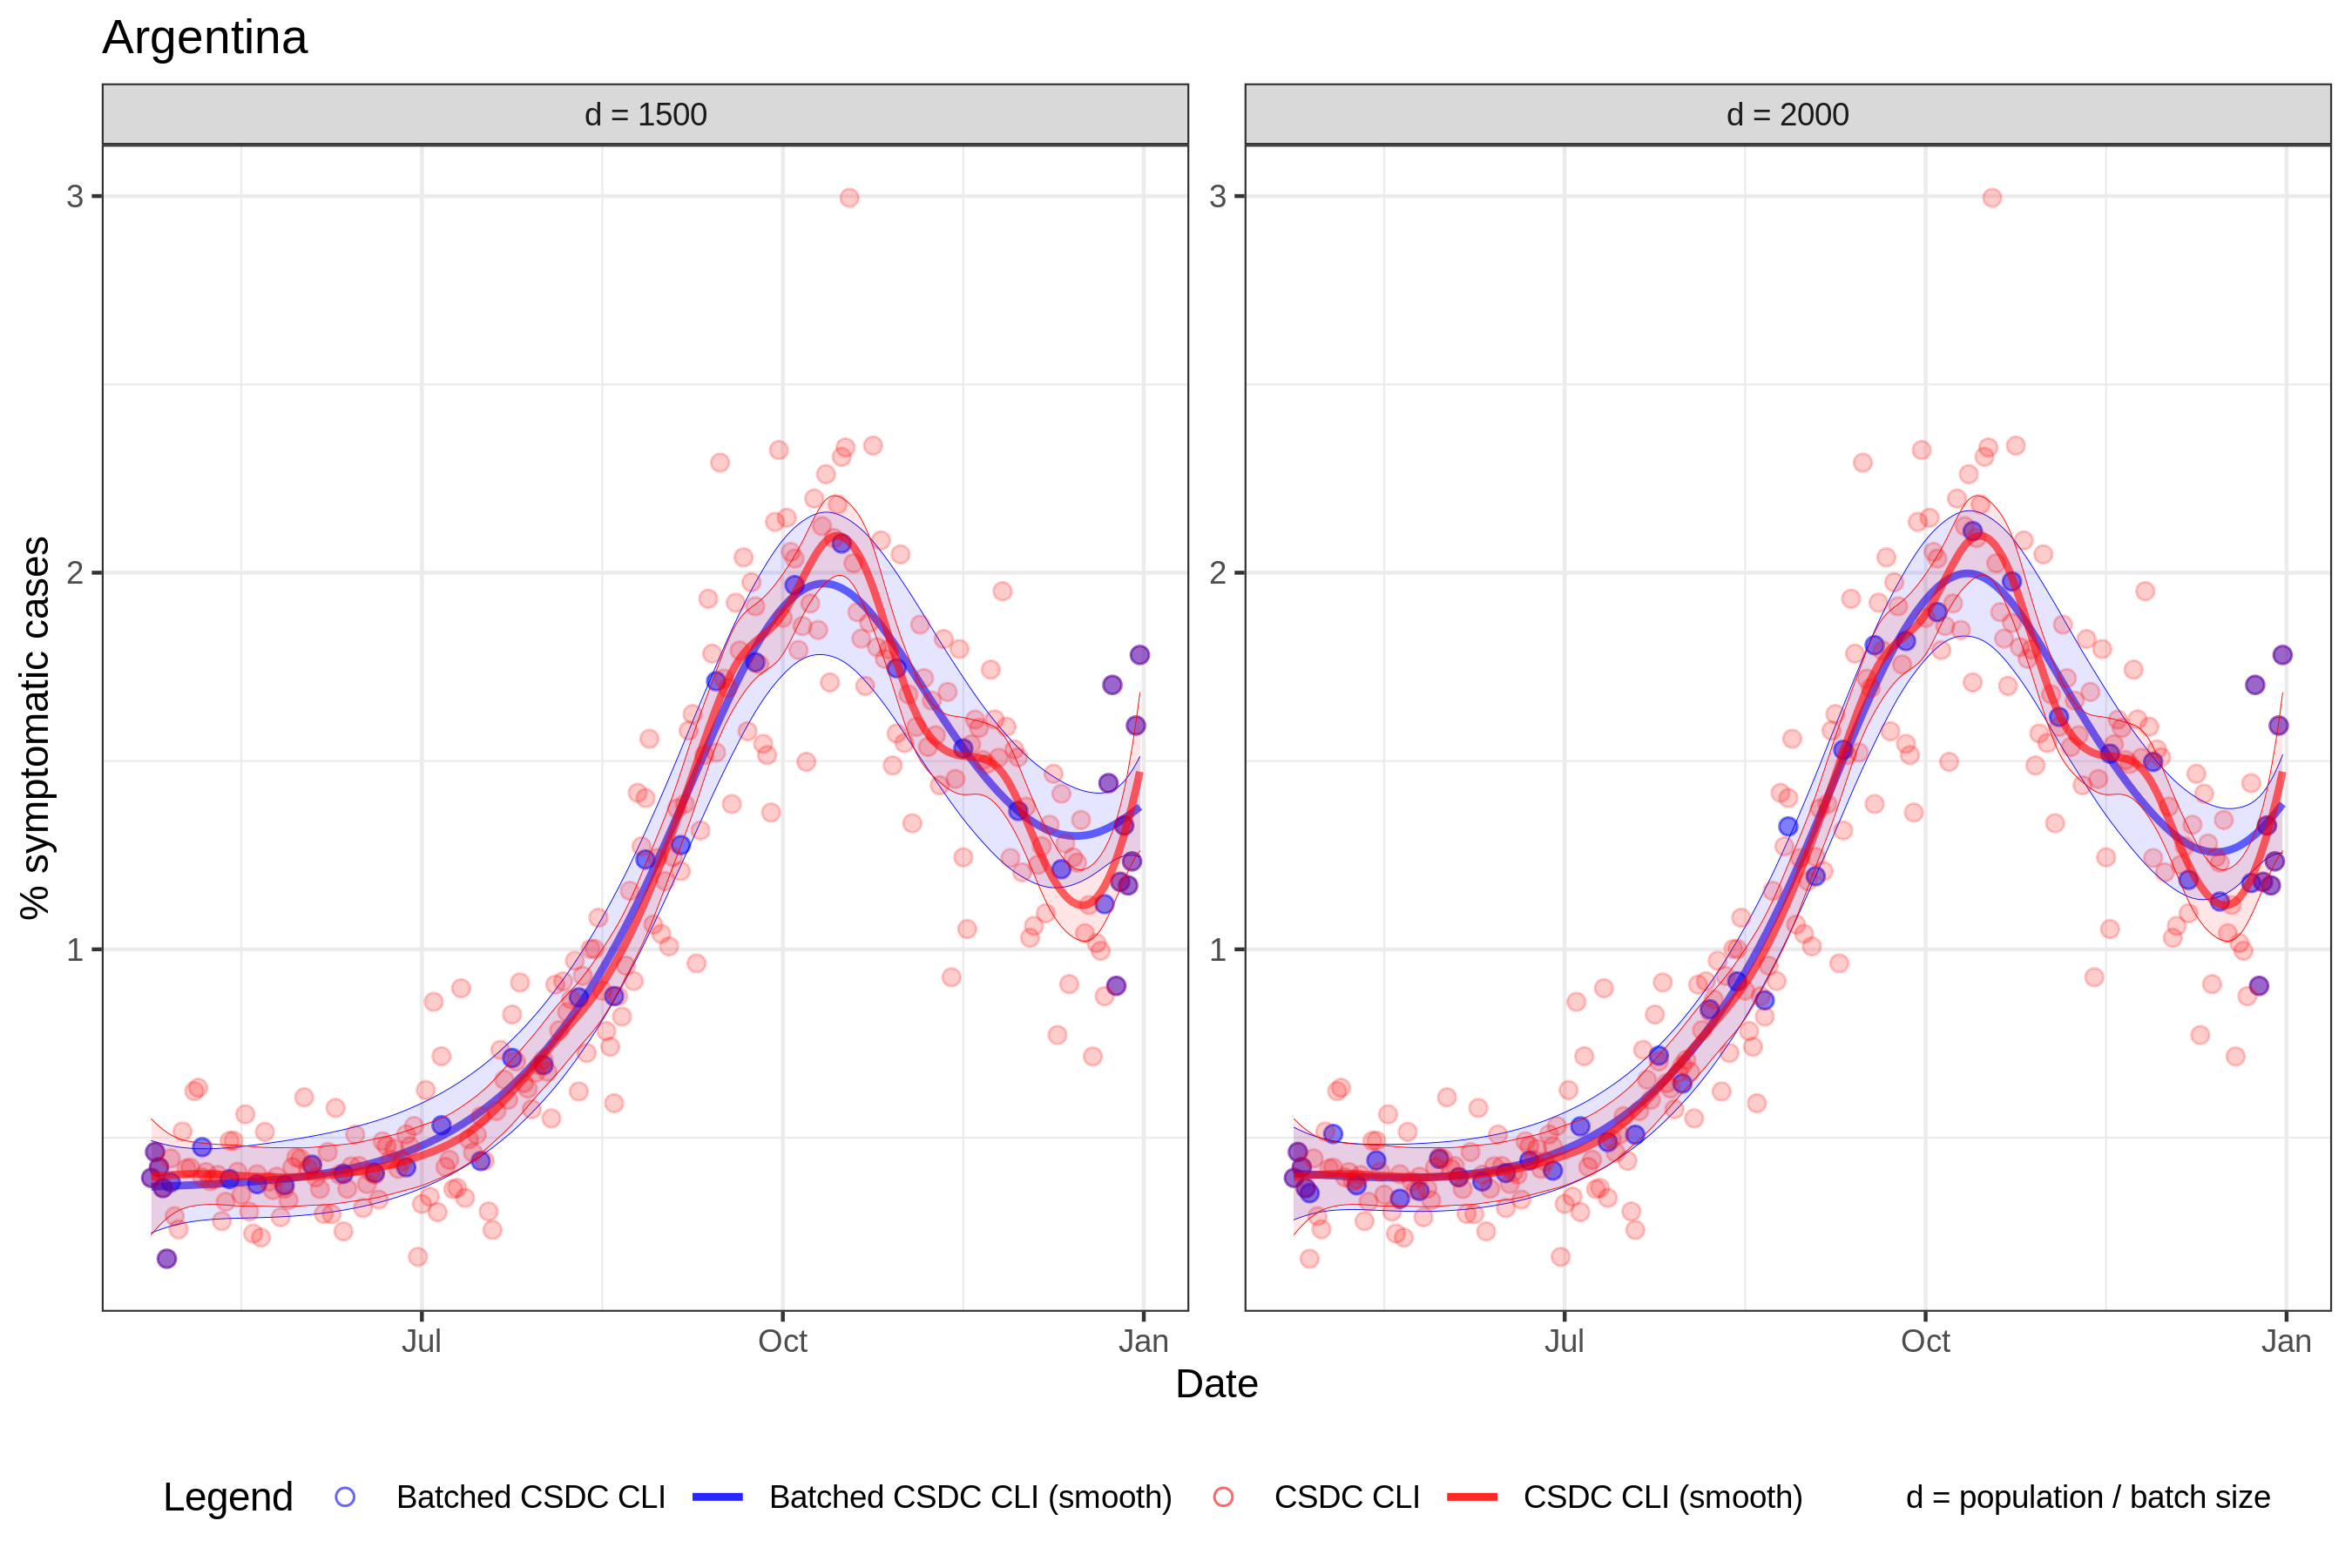 Argentina
d = 1500
d = 2000
% symptomatic cases
3
2
1
3
2
1
Jul
Oct
Jan
Jul
Oct
Jan
Date
Legend
Batched CSDC CLI
Batched CSDC CLI (smooth)
CSDC CLI
CSDC CLI (smooth)
d = population / batch size